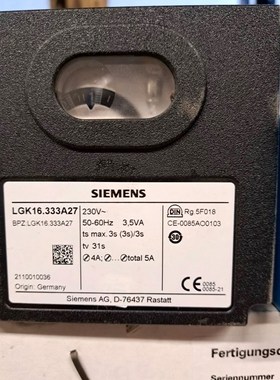 SIEMENS
LGK16.333A27
BPZ LGK16.333A27
230V~
50-60Hz 3,5VA
ts max. 3s (3s)/3s
tv 31s
4A; ...total 5A
DIN Rg.5F018
CE-0085AO0103
2110010036
Origin: Germany
CE 0085
0085-21
Siemens AG, D-76437 Rastatt
Seriennummer